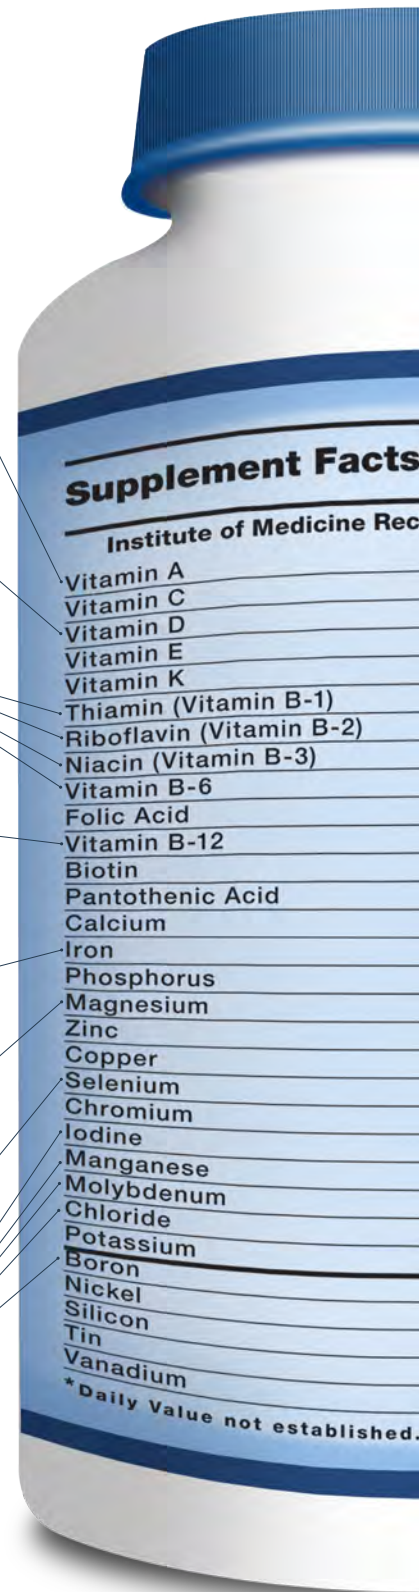 Supplement Facts
Institute of Medicine Rec
Vitamin A
Vitamin C
Vitamin D
Vitamin E
Vitamin K
Thiamin (Vitamin B-1)
Riboflavin (Vitamin B-2)
Niacin (Vitamin B-3)
Vitamin B-6
Folic Acid
Vitamin B-12
Biotin
Pantothenic Acid
Calcium
Iron
Phosphorus
Magnesium
Zinc
Copper
Selenium
Chromium
Iodine
Manganese
Molybdenum
Chloride
Potassium
Boron
Nickel
Silicon
Tin
Vanadium
*Daily Value not established.